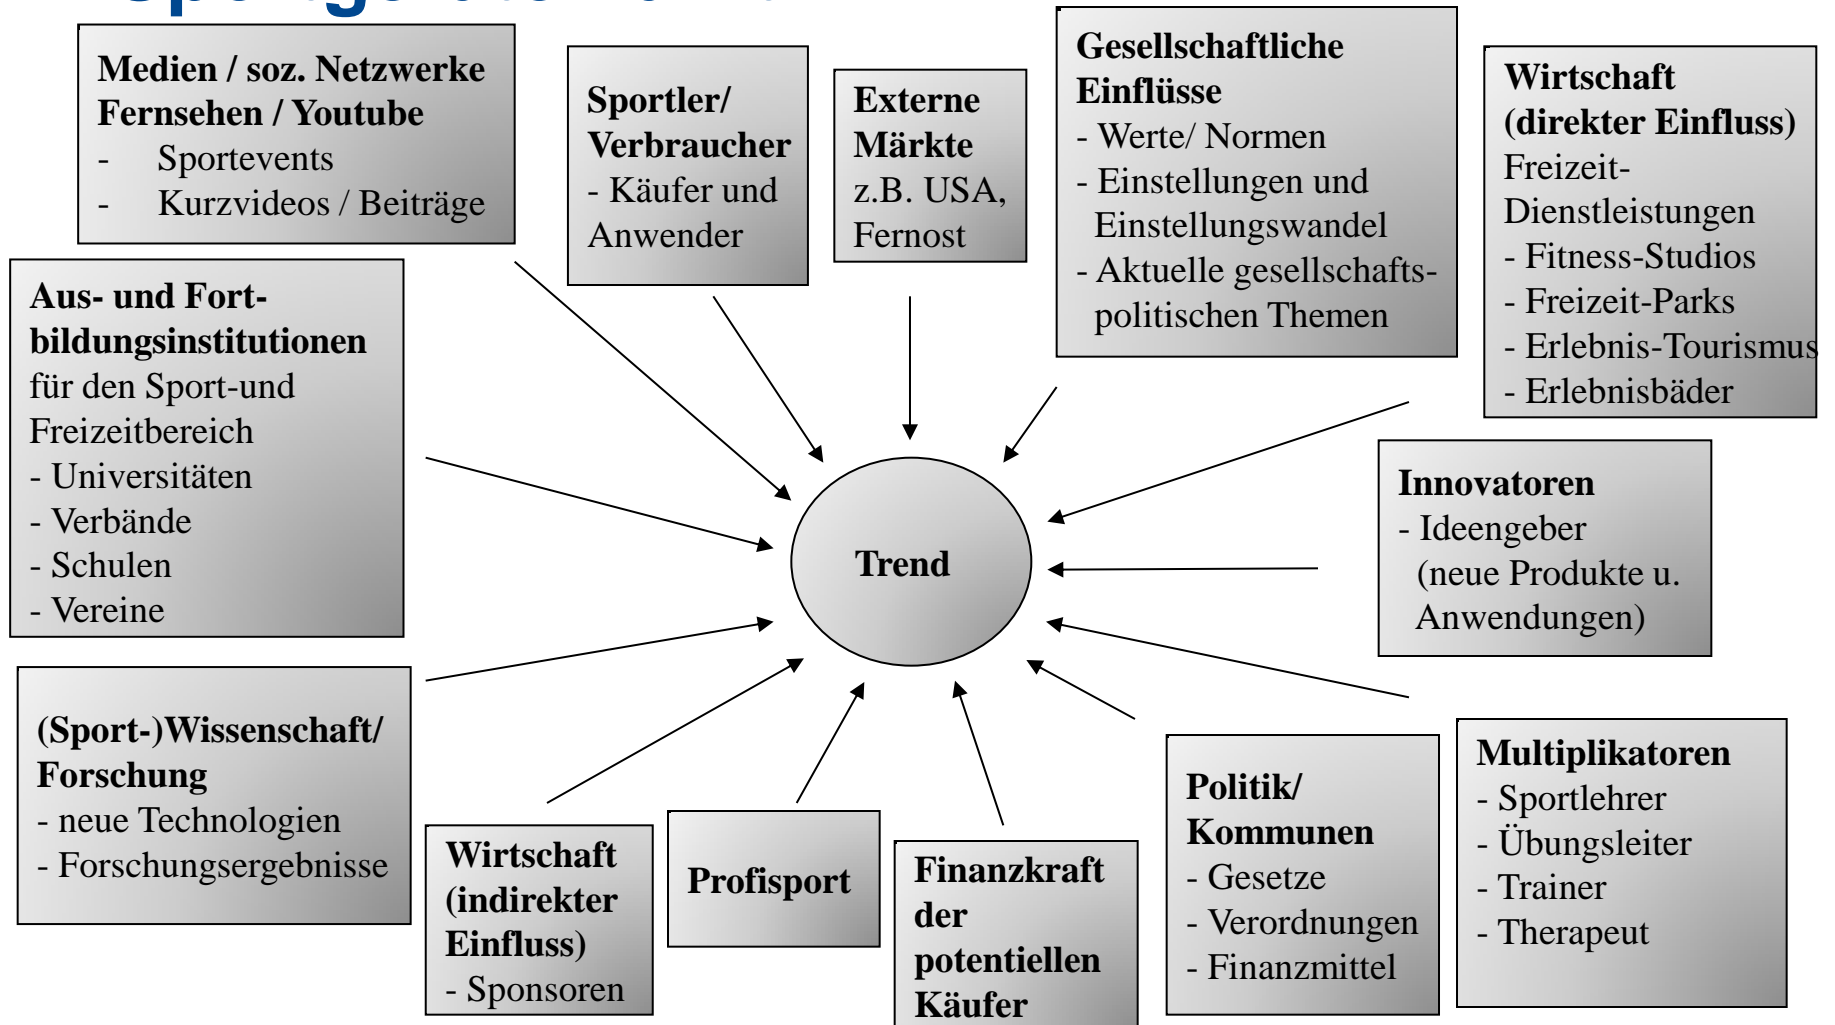 Medien / soz. Netzwerke
Fernsehen / Youtube
- Sportevents
- Kurzvideos / Beiträge
Sportler/
Verbraucher
- Käufer und
Anwender
Externe
Märkte
z.B. USA,
Fernost
Gesellschaftliche
Einflüsse
- Werte/ Normen
- Einstellungen und
Einstellungswandel
- Aktuelle gesellschafts-
politischen Themen
Wirtschaft
(direkter Einfluss)
Freizeit-
Dienstleistungen
- Fitness-Studios
- Freizeit-Parks
- Erlebnis-Tourismus
- Erlebnisbäder
Aus- und Fort-
bildungsinstitutionen
für den Sport-und
Freizeitbereich
- Universitäten
- Verbände
- Schulen
- Vereine
Trend
Innovatoren
- Ideengeber
(neue Produkte u.
Anwendungen)
(Sport-)Wissenschaft/
Forschung
- neue Technologien
- Forschungsergebnisse
Wirtschaft
(indirekter
Einfluss)
- Sponsoren
Profisport
Finanzkraft
der
potentiellen
Käufer
Politik/
Kommunen
- Gesetze
- Verordnungen
- Finanzmittel
Multiplikatoren
- Sportlehrer
- Übungsleiter
- Trainer
- Therapeut